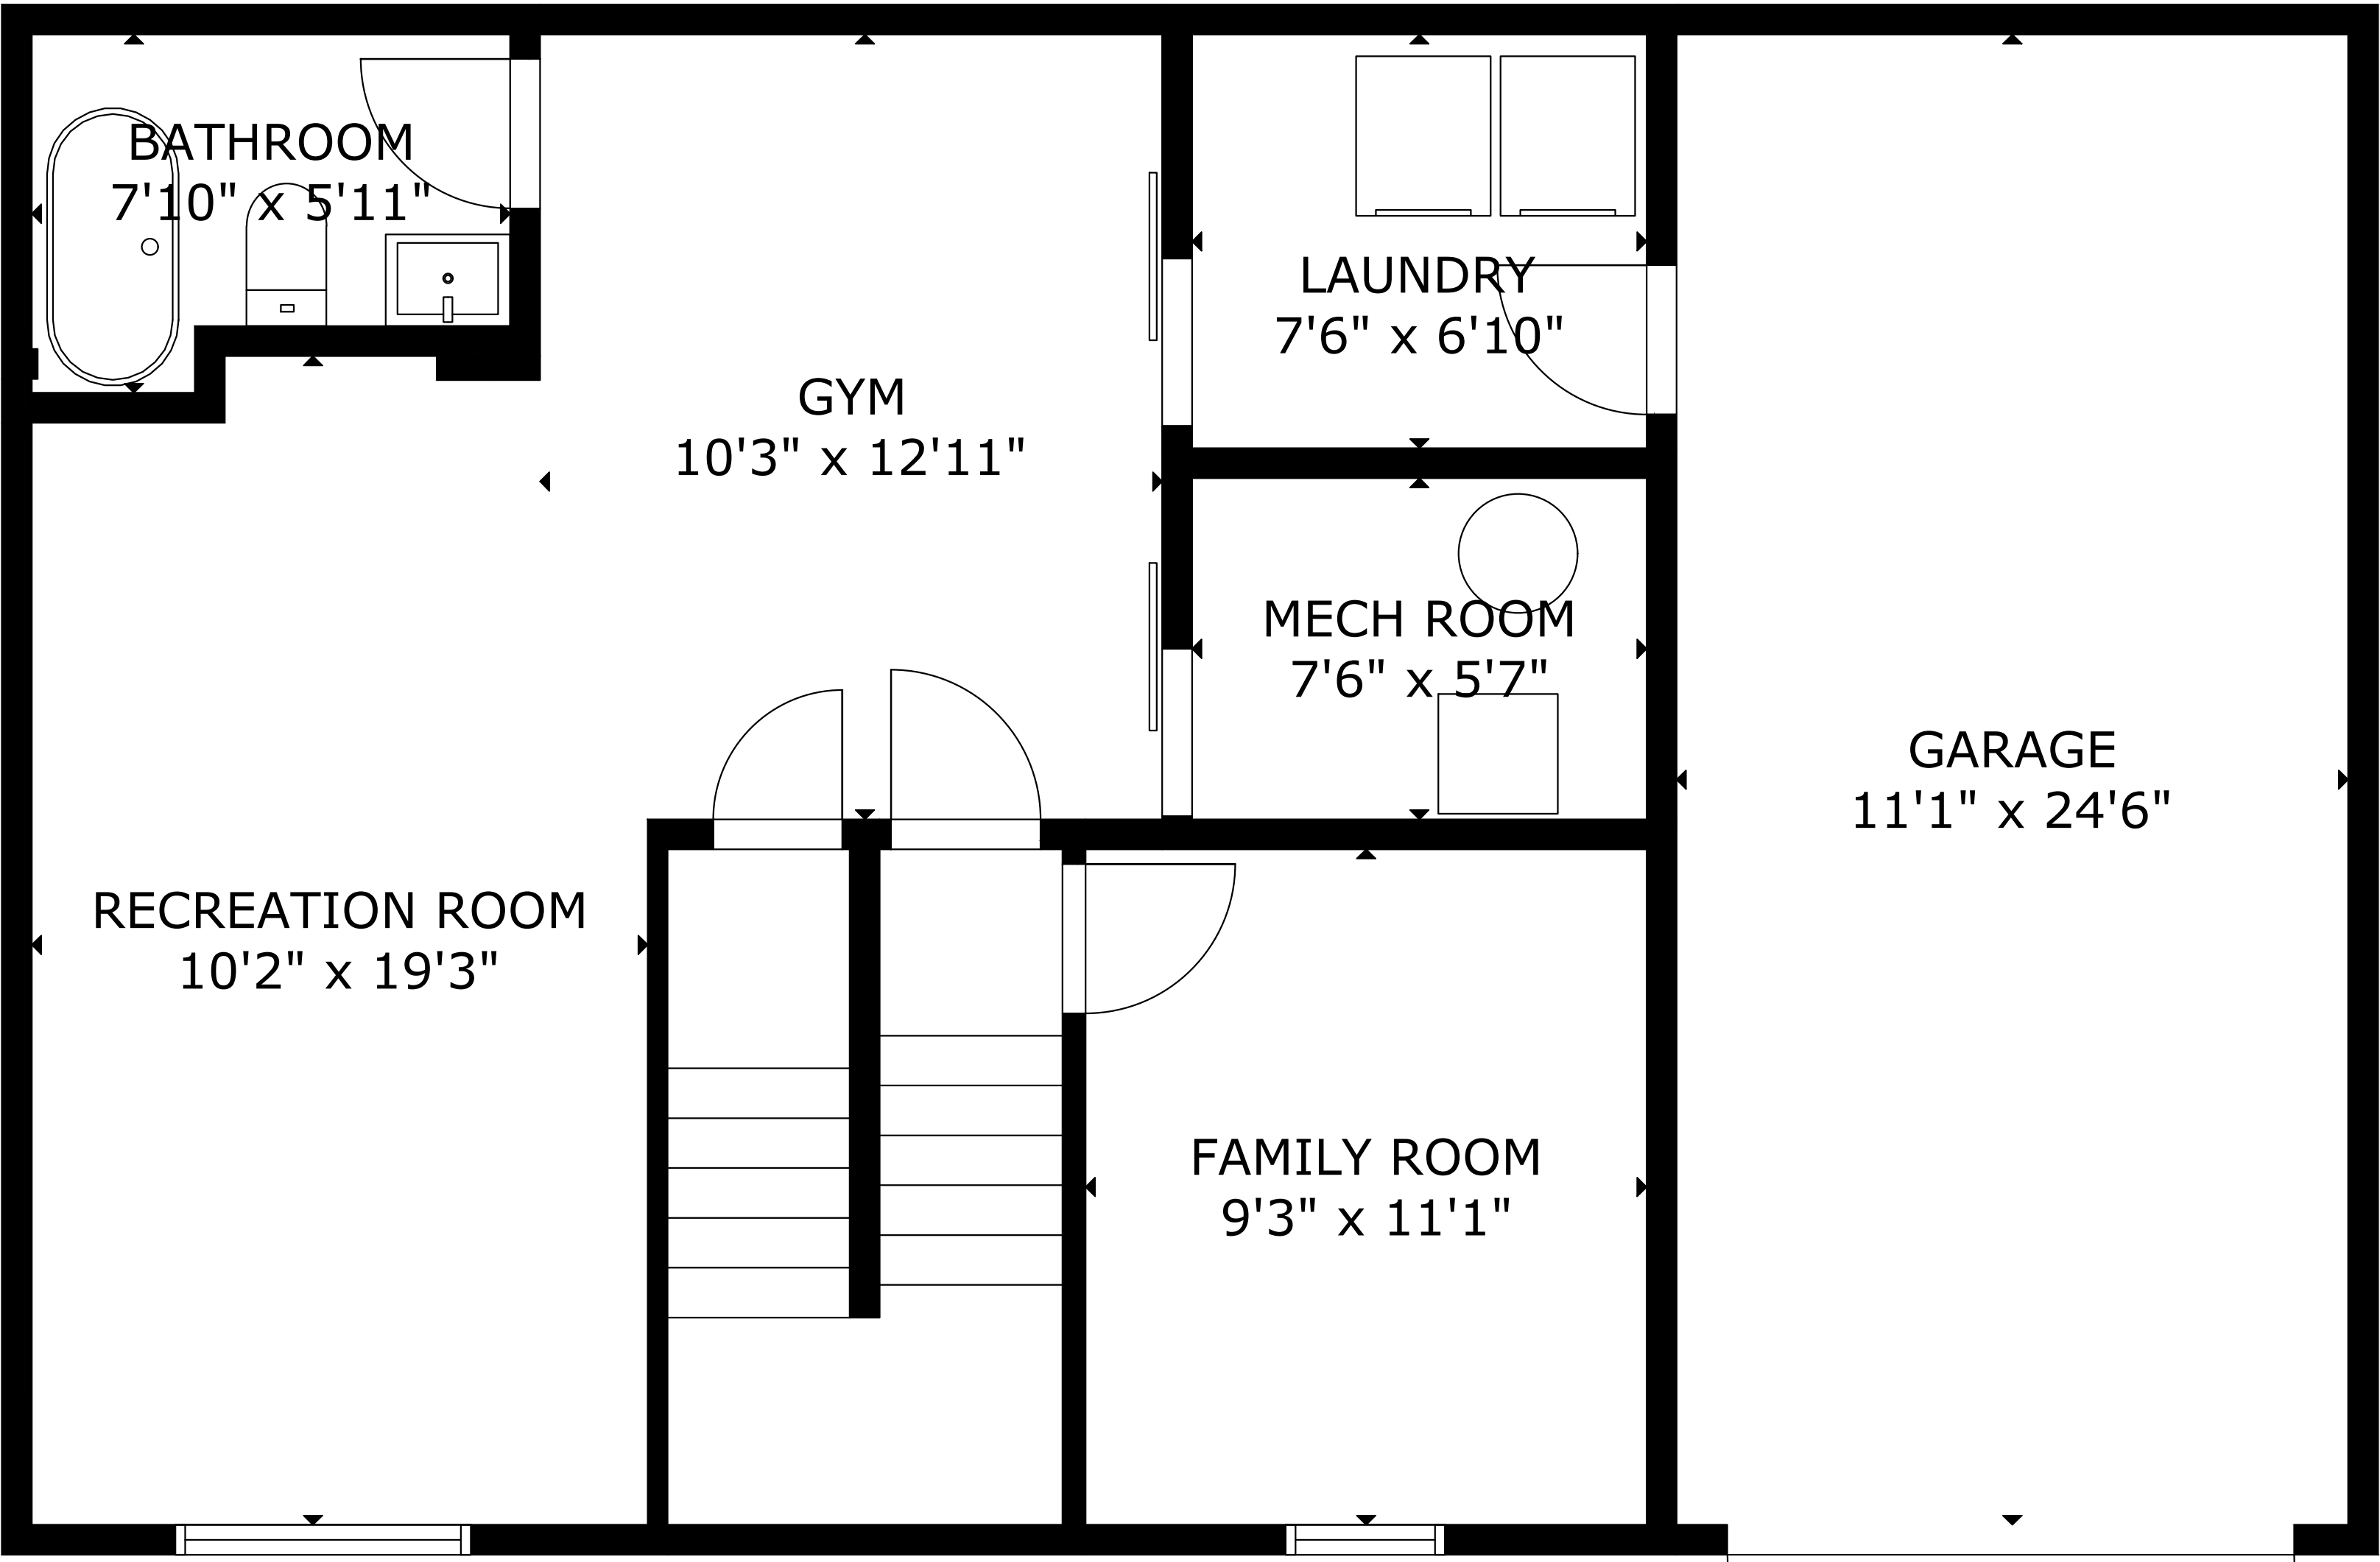 BATHROOM
7'10" x 5'11"
LAUNDRY
7'6" x 6'10"
GYM
10'3" x 12'11"
MECH ROOM
7'6" x 5'7"
GARAGE
11'1" x 24'6"
RECREATION ROOM
10'2" x 19'3"
FAMILY ROOM
9'3" x 11'1"